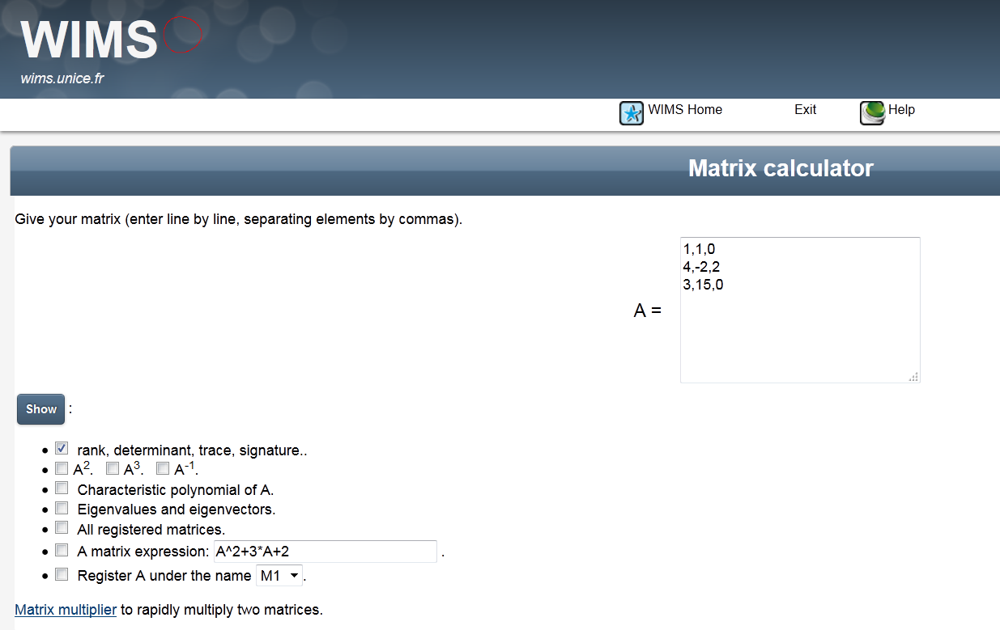 WIMS
wims.unice.fr
WIMS Home Exit Help
Matrix calculator
Give your matrix (enter line by line, separating elements by commas).
1,1,0
4,-2,2
3,15,0
A =
Show :
rank, determinant, trace, signature..
A². A³. A⁻¹.
Characteristic polynomial of A.
Eigenvalues and eigenvectors.
All registered matrices.
A matrix expression: A^2+3*A+2 .
Register A under the name M1 .
Matrix multiplier to rapidly multiply two matrices.